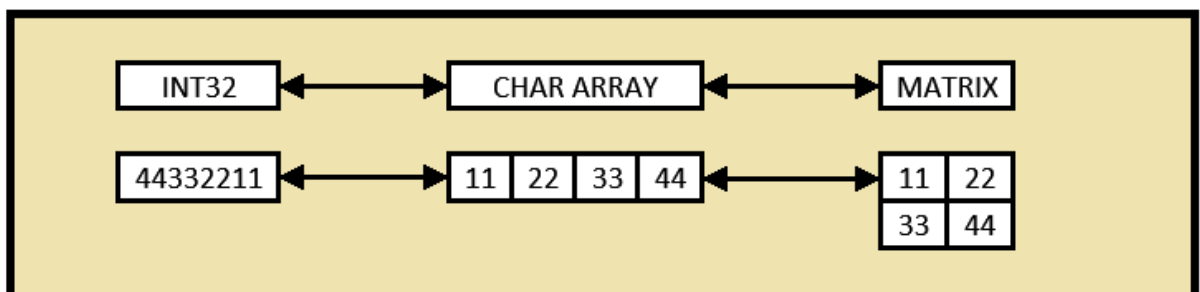 INT32 CHAR ARRAY MATRIX
44332211 11 22 33 44 11 22
33 44